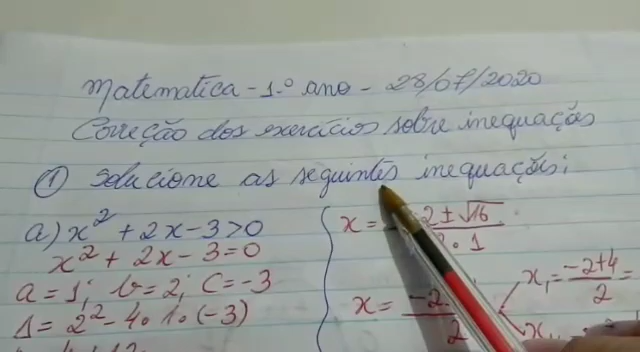 Matematica - 1.º ano - 28/07/2020
Correção dos exercícios sobre inequações
① Solucione as seguintes inequações:
a) x² + 2x - 3 > 0
x² + 2x - 3 = 0
a = 1; b = 2; c = -3
Δ = 2² - 4 • 1 • (-3)
x = 2 ± √16
• 1
x = -2
2
x₁ = -2+4 =
2